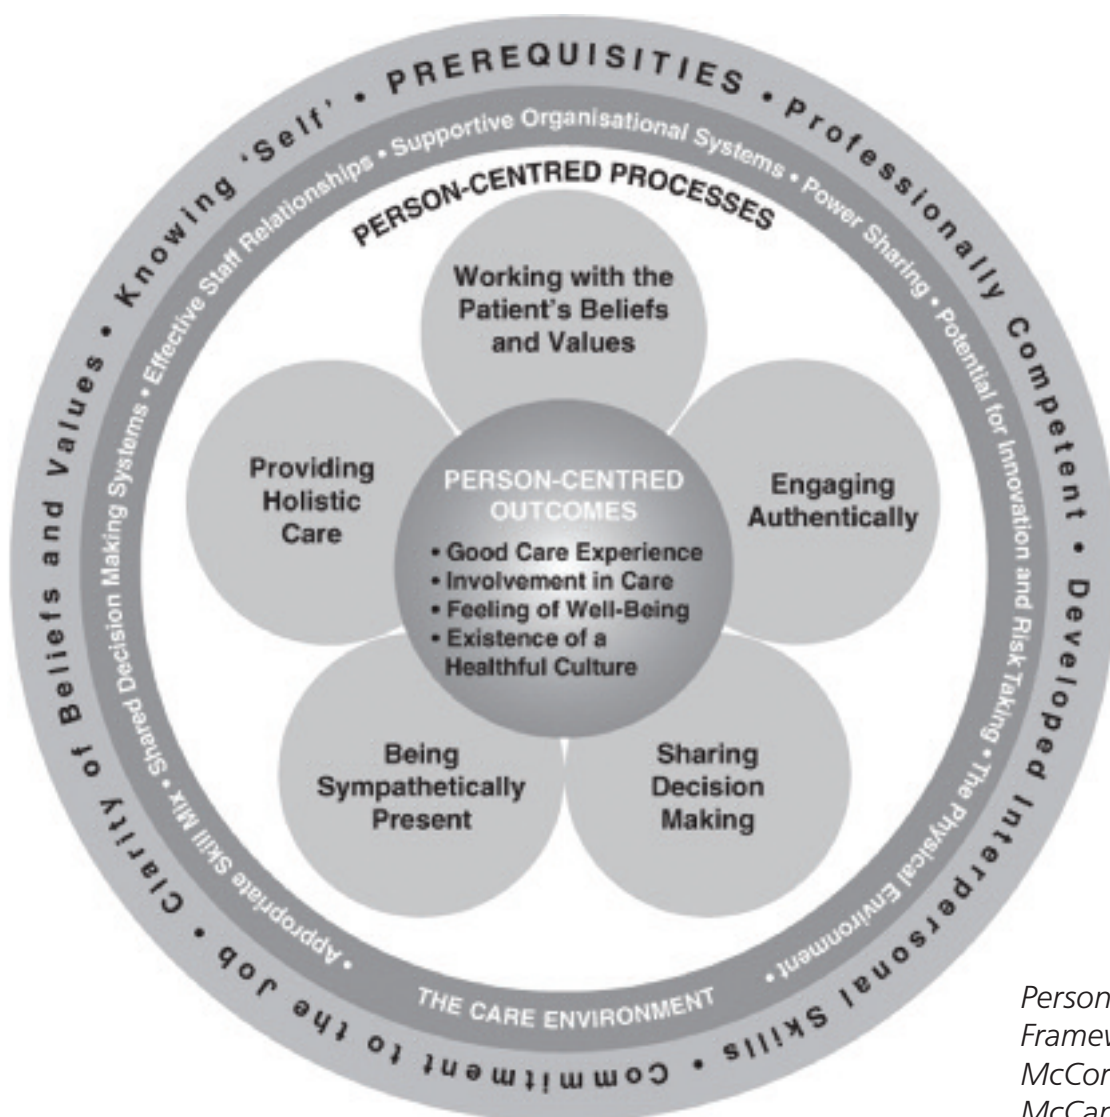 PREREQUISITIES • Professionally Competent • Developed Interpersonal Skills • Commitment to the Job • Clarity of Beliefs and Values • Knowing 'Self' •
THE CARE ENVIRONMENT
• Appropriate Skill Mix • Shared Decision Making Systems • Effective Staff Relationships • Supportive Organisational Systems • Power Sharing • Potential for Innovation and Risk Taking • The Physical Environment •
PERSON-CENTRED PROCESSES
Working with the
Patient's Beliefs
and Values
Providing
Holistic
Care
Engaging
Authentically
PERSON-CENTRED
OUTCOMES
• Good Care Experience
• Involvement in Care
• Feeling of Well-Being
• Existence of a
Healthful Culture
Being
Sympathetically
Present
Sharing
Decision
Making
Person